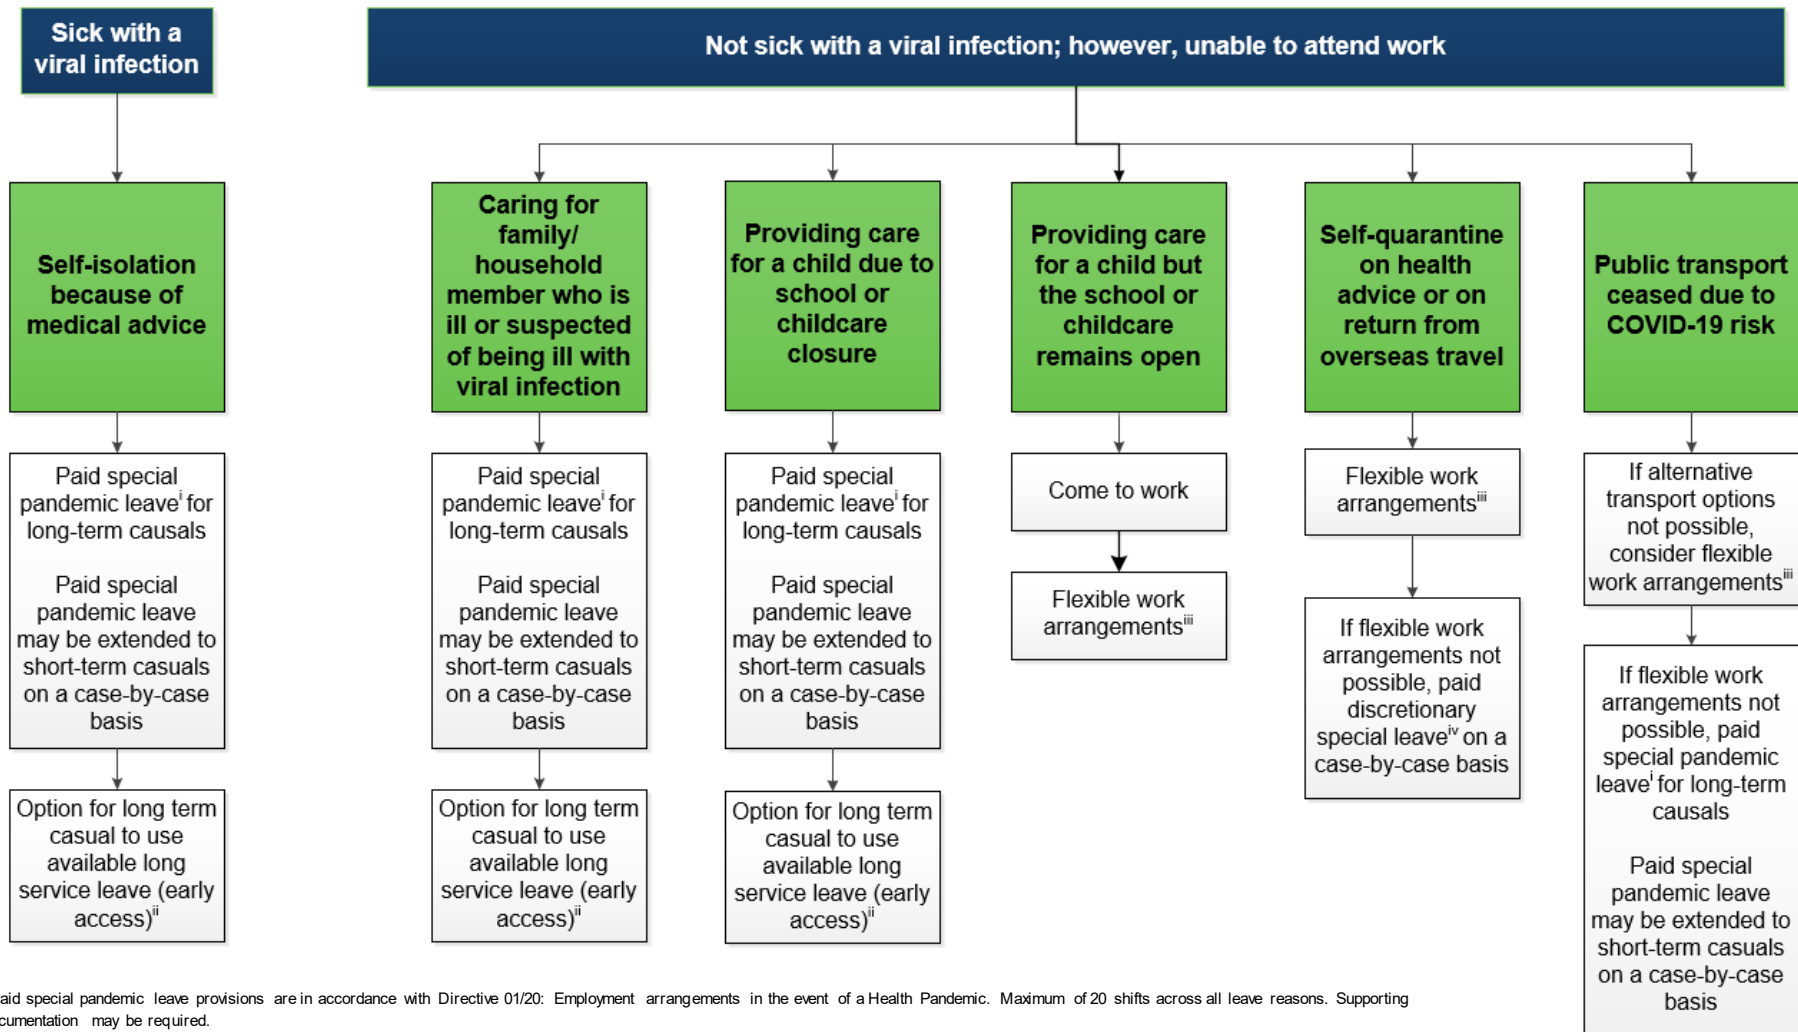 Sick with a
viral infection
Not sick with a viral infection; however, unable to attend work
Self-isolation
because of
medical advice
Caring for
family/
household
member who is
ill or suspected
of being ill with
viral infection
Providing care
for a child due to
school or
childcare
closure
Providing care
for a child but
the school or
childcare
remains open
Self-quarantine
on health
advice or on
return from
overseas travel
Public transport
ceased due to
COVID-19 risk
Paid special
pandemic leaveⁱ for
long-term causals
Paid special
pandemic leave
may be extended to
short-term casuals
on a case-by-case
basis
Option for long term
casual to use
available long
service leave (early
access)ⁱⁱ
Paid special
pandemic leaveⁱ for
long-term causals
Paid special
pandemic leave
may be extended to
short-term casuals
on a case-by-case
basis
Option for long term
casual to use
available long
service leave (early
access)ⁱⁱ
Paid special
pandemic leaveⁱ for
long-term causals
Paid special
pandemic leave
may be extended to
short-term casuals
on a case-by-case
basis
Option for long term
casual to use
available long
service leave (early
access)ⁱⁱ
Come to work
Flexible work
arrangementsⁱⁱⁱ
Flexible work
arrangementsⁱⁱⁱ
If flexible work
arrangements not
possible, paid
discretionary
special leaveⁱᵛ on a
case-by-case basis
If alternative
transport options
not possible,
consider flexible
work arrangementsⁱⁱⁱ
If flexible work
arrangements not
possible, paid
special pandemic
leaveⁱ for long-term
causals
Paid special
pandemic leave
may be extended to
short-term casuals
on a case-by-case
basis
aid special pandemic leave provisions are in accordance with Directive 01/20: Employment arrangements in the event of a Health Pandemic. Maximum of 20 shifts across all leave reasons. Supporting
cumentation may be required.